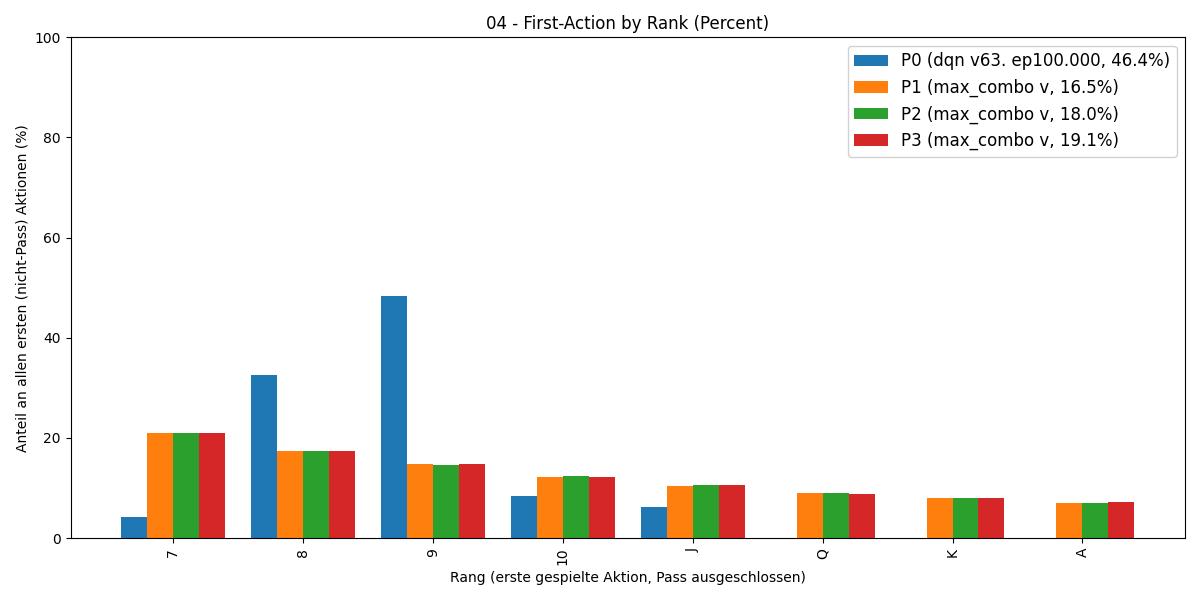 04 - First-Action by Rank (Percent)
Anteil an allen ersten (nicht-Pass) Aktionen (%)
100
80
60
40
20
0
P0 (dqn v63. ep100.000, 46.4%)
P1 (max_combo v, 16.5%)
P2 (max_combo v, 18.0%)
P3 (max_combo v, 19.1%)
7
8
9
10
J
Q
K
A
Rang (erste gespielte Aktion, Pass ausgeschlossen)